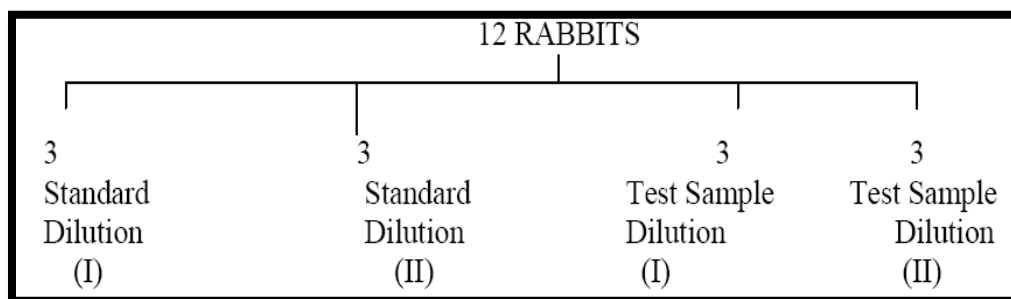 12 RABBITS
3 3 3 3
Standard Standard Test Sample Test Sample
Dilution Dilution Dilution Dilution
(I) (II) (I) (II)